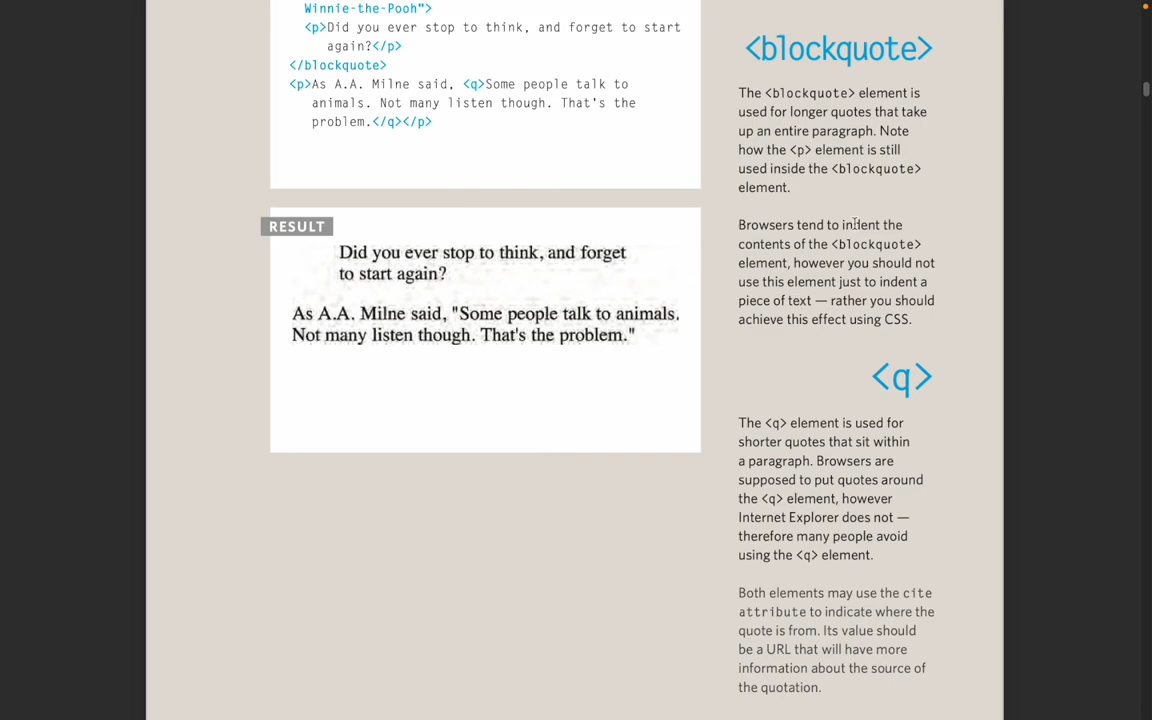 Winnie-the-Pooh">
<p>Did you ever stop to think, and forget to start
again?</p>
</blockquote>
<p>As A.A. Milne said, <q>Some people talk to
animals. Not many listen though. That's the
problem.</q></p>
RESULT
Did you ever stop to think, and forget
to start again?
As A.A. Milne said, "Some people talk to animals.
Not many listen though. That's the problem."
<blockquote>
The <blockquote> element is
used for longer quotes that take
up an entire paragraph. Note
how the <p> element is still
used inside the <blockquote>
element.
Browsers tend to indent the
contents of the <blockquote>
element, however you should not
use this element just to indent a
piece of text — rather you should
achieve this effect using CSS.
<q>
The <q> element is used for
shorter quotes that sit within
a paragraph. Browsers are
supposed to put quotes around
the <q> element, however
Internet Explorer does not —
therefore many people avoid
using the <q> element.
Both elements may use the cite
attribute to indicate where the
quote is from. Its value should
be a URL that will have more
information about the source of
the quotation.